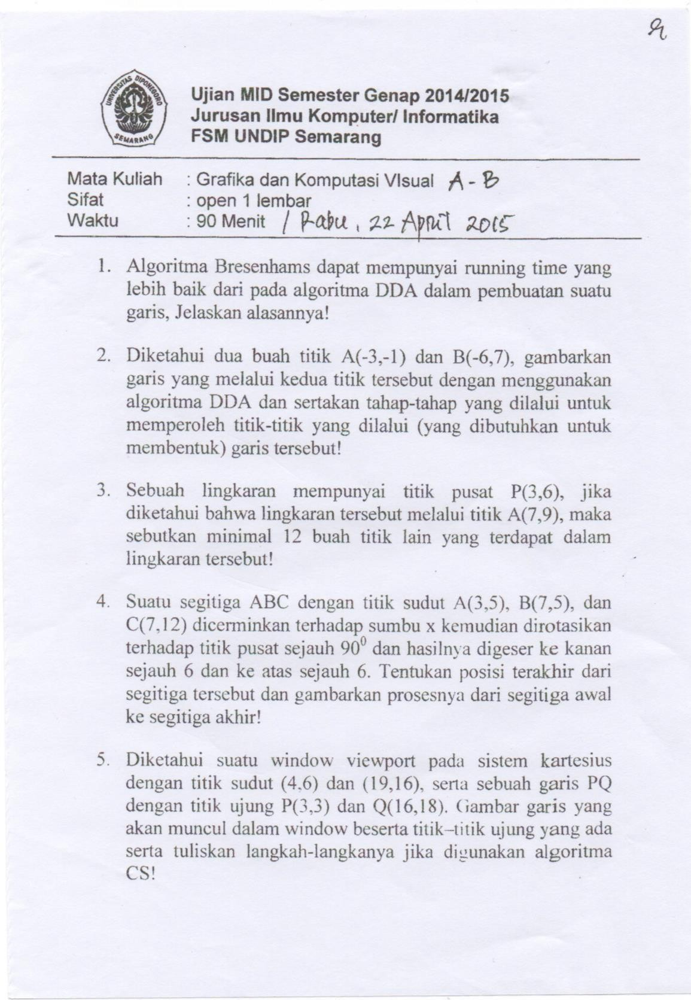 UNIVERSITAS DIPONEGORO
SEMARANG
Ujian MID Semester Genap 2014/2015
Jurusan Ilmu Komputer/ Informatika
FSM UNDIP Semarang
Mata Kuliah : Grafika dan Komputasi VIsual A - B
Sifat : open 1 lembar
Waktu : 90 Menit / Rabu, 22 April 2015
1. Algoritma Bresenhams dapat mempunyai running time yang
lebih baik dari pada algoritma DDA dalam pembuatan suatu
garis, Jelaskan alasannya!
2. Diketahui dua buah titik A(-3,-1) dan B(-6,7), gambarkan
garis yang melalui kedua titik tersebut dengan menggunakan
algoritma DDA dan sertakan tahap-tahap yang dilalui untuk
memperoleh titik-titik yang dilalui (yang dibutuhkan untuk
membentuk) garis tersebut!
3. Sebuah lingkaran mempunyai titik pusat P(3,6), jika
diketahui bahwa lingkaran tersebut melalui titik A(7,9), maka
sebutkan minimal 12 buah titik lain yang terdapat dalam
lingkaran tersebut!
4. Suatu segitiga ABC dengan titik sudut A(3,5), B(7,5), dan
C(7,12) dicerminkan terhadap sumbu x kemudian dirotasikan
terhadap titik pusat sejauh 90⁰ dan hasilnya digeser ke kanan
sejauh 6 dan ke atas sejauh 6. Tentukan posisi terakhir dari
segitiga tersebut dan gambarkan prosesnya dari segitiga awal
ke segitiga akhir!
5. Diketahui suatu window viewport pada sistem kartesius
dengan titik sudut (4,6) dan (19,16), serta sebuah garis PQ
dengan titik ujung P(3,3) dan Q(16,18). Gambar garis yang
akan muncul dalam window beserta titik–titik ujung yang ada
serta tuliskan langkah-langkanya jika digunakan algoritma
CS!